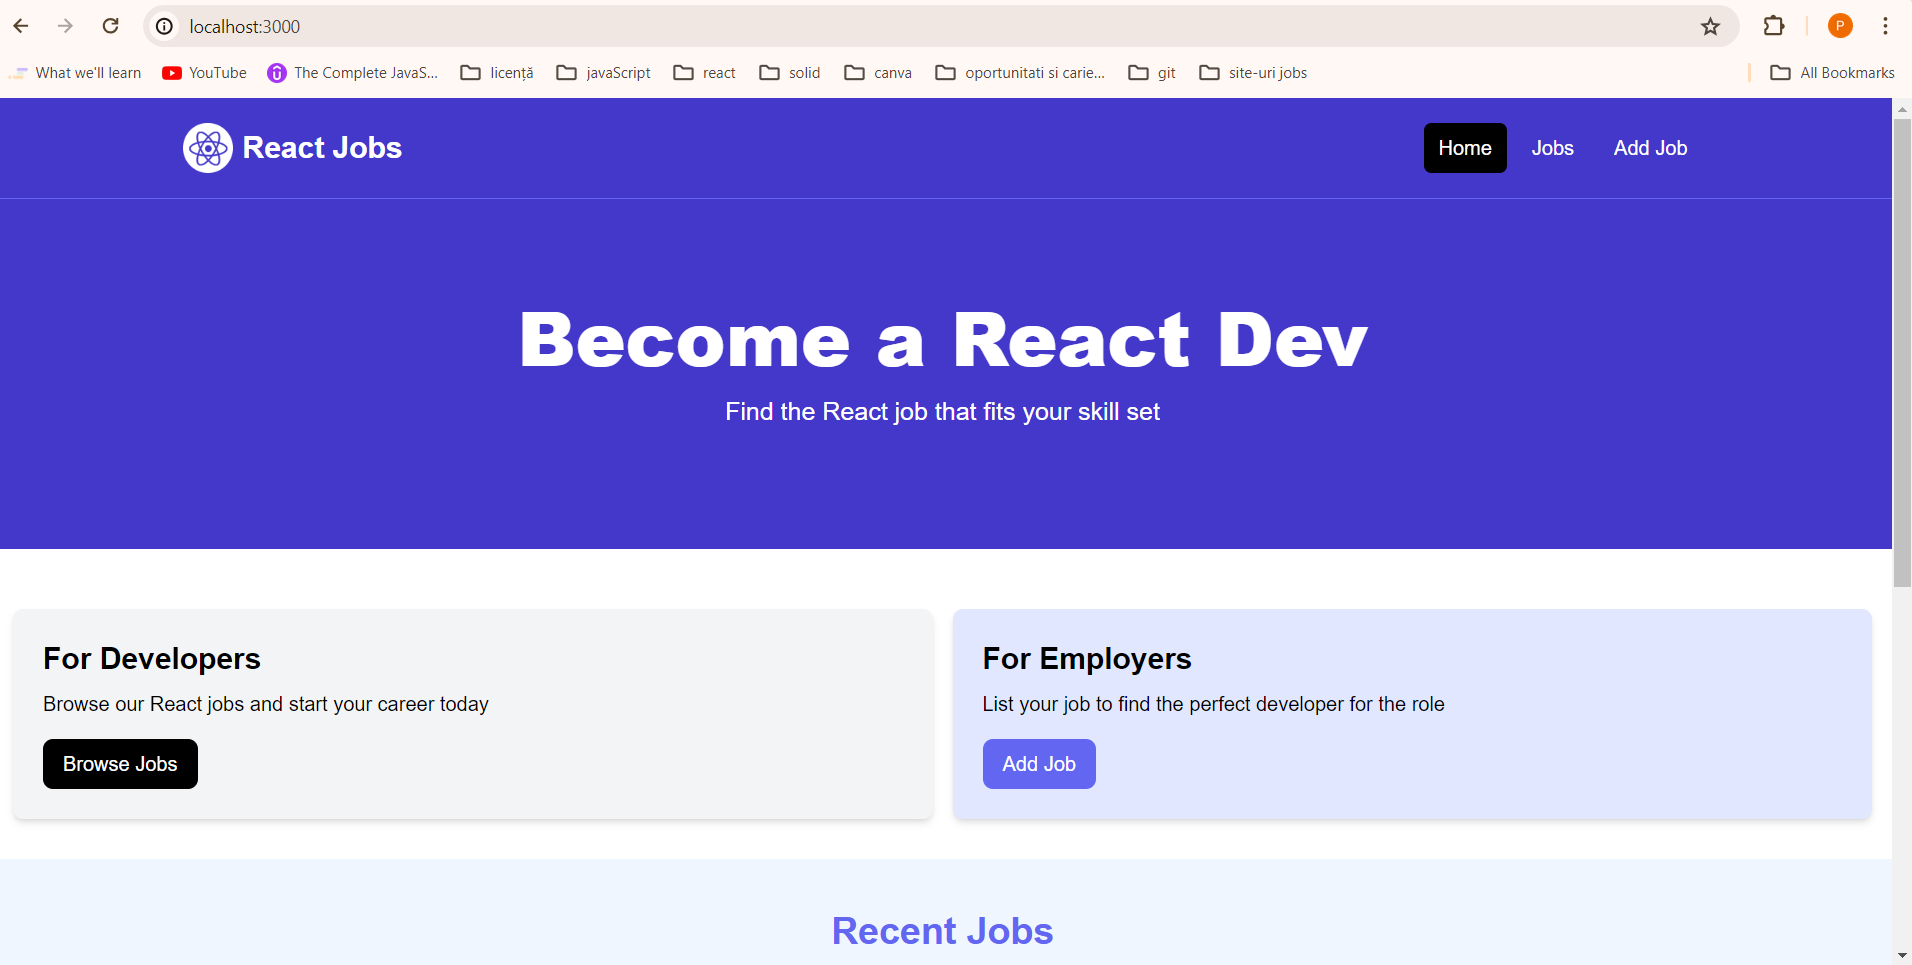 localhost:3000
P
What we'll learn YouTube The Complete JavaS... licență javaScript react solid canva oportunitati si carie... git site-uri jobs All Bookmarks
React Jobs Home Jobs Add Job
Become a React Dev
Find the React job that fits your skill set
For Developers
Browse our React jobs and start your career today
Browse Jobs
For Employers
List your job to find the perfect developer for the role
Add Job
Recent Jobs